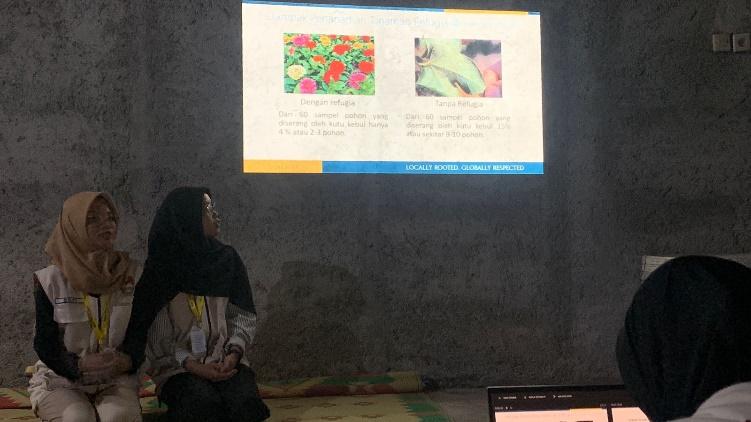 Dampak Penanaman Tanaman Refugia
Dengan refugia
Dari 60 sampel pohon yang
diserang oleh kutu kebul hanya
4 % atau 2-3 pohon.
Tanpa Refugia
Dari 60 sampel pohon yang
diserang oleh kutu kebul 15%
atau sekitar 9-10 pohon.
LOCALLY ROOTED, GLOBALLY RESPECTED